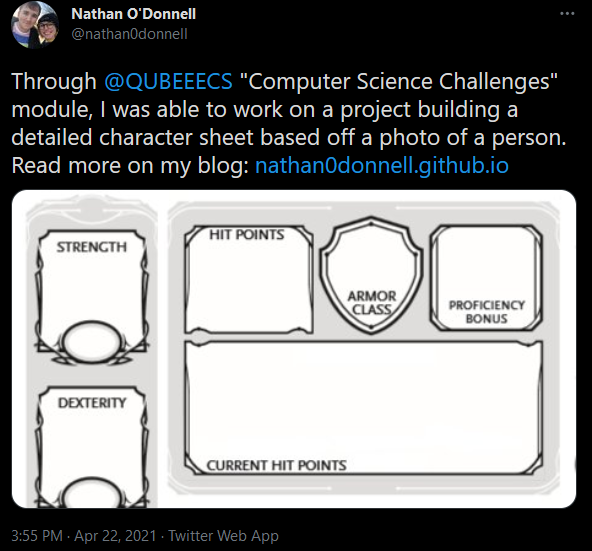 Nathan O'Donnell
@nathan0donnell
Through @QUBEEECS "Computer Science Challenges"
module, I was able to work on a project building a
detailed character sheet based off a photo of a person.
Read more on my blog: nathan0donnell.github.io
STRENGTH
HIT POINTS
ARMOR
CLASS
PROFICIENCY
BONUS
DEXTERITY
CURRENT HIT POINTS
3:55 PM · Apr 22, 2021 · Twitter Web App